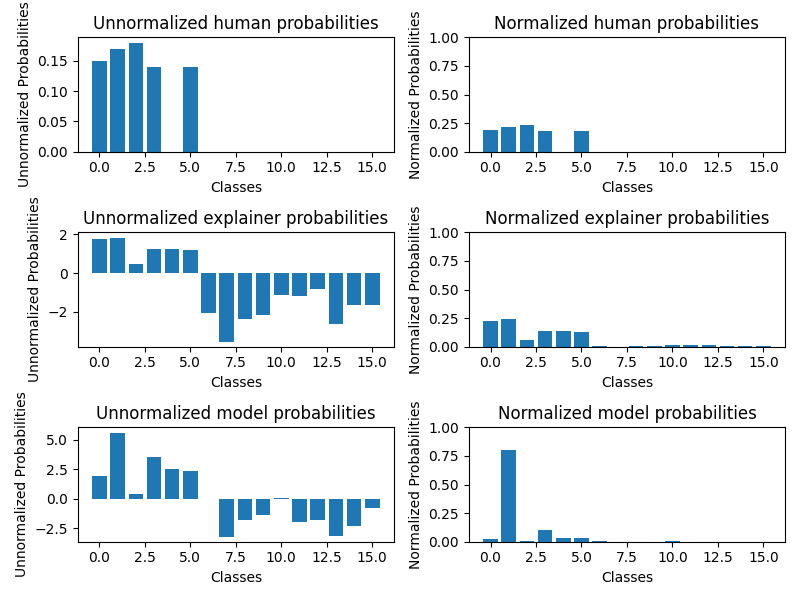 Unnormalized human probabilities
Unnormalized Probabilities
0.15
0.10
0.05
0.00
0.0 2.5 5.0 7.5 10.0 12.5 15.0
Classes
Normalized human probabilities
Normalized Probabilities
1.00
0.75
0.50
0.25
0.00
0.0 2.5 5.0 7.5 10.0 12.5 15.0
Classes
Unnormalized explainer probabilities
Unnormalized Probabilities
2
0
−2
0.0 2.5 5.0 7.5 10.0 12.5 15.0
Classes
Normalized explainer probabilities
Normalized Probabilities
1.00
0.75
0.50
0.25
0.00
0.0 2.5 5.0 7.5 10.0 12.5 15.0
Classes
Unnormalized model probabilities
Unnormalized Probabilities
5.0
2.5
0.0
−2.5
0.0 2.5 5.0 7.5 10.0 12.5 15.0
Classes
Normalized model probabilities
Normalized Probabilities
1.00
0.75
0.50
0.25
0.00
0.0 2.5 5.0 7.5 10.0 12.5 15.0
Classes